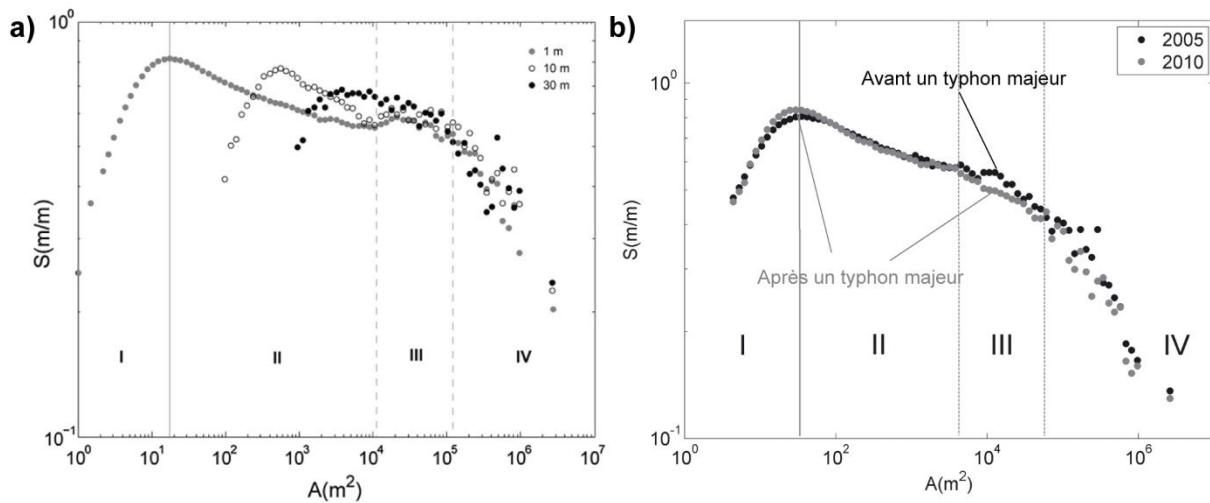 a)
10⁰
1 m
10 m
30 m
S(m/m)
I
II
III
IV
10⁻¹
10⁰
10¹
10²
10³
10⁴
10⁵
10⁶
10⁷
A(m²)
b)
2005
2010
10⁰
Avant un typhon majeur
S(m/m)
Après un typhon majeur
I
II
III
IV
10⁻¹
10⁰
10²
10⁴
10⁶
A(m²)